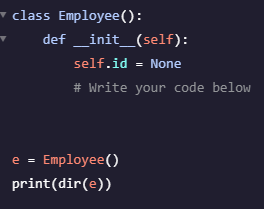 class Employee():
    def __init__(self):
        self.id = None
        # Write your code below
e = Employee()
print(dir(e))